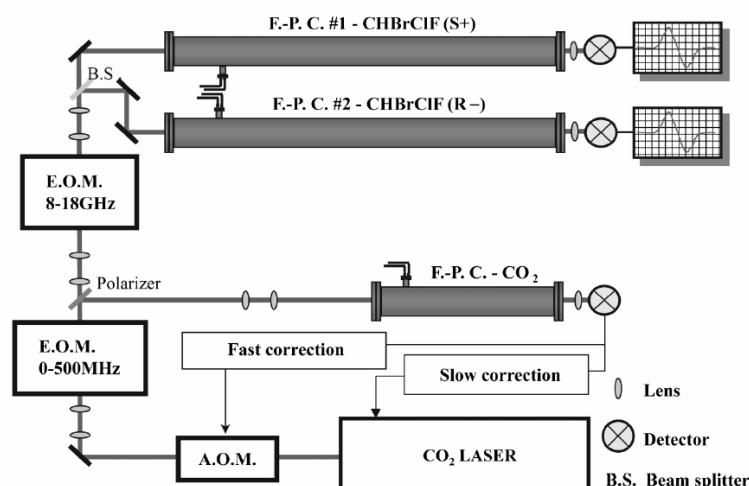 F.-P. C. #1 - CHBrClF (S+)
B.S
F.-P. C. #2 - CHBrClF (R –)
E.O.M.
8-18GHz
Polarizer
F.-P. C. - CO₂
E.O.M.
0-500MHz
Fast correction
Slow correction
Lens
A.O.M.
CO₂ LASER
Detector
B.S. Beam splitter